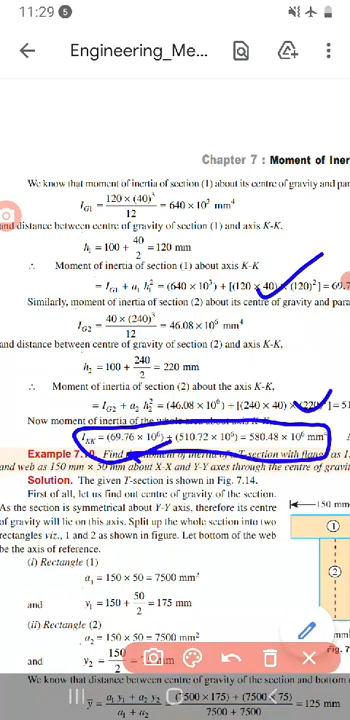 11:29 5
Engineering_Me...
Chapter 7 : Moment of Iner
We know that moment of inertia of section (1) about its centre of gravity and par
I_G1 = 120 × (40)³ / 12 = 640 × 10³ mm⁴
and distance between centre of gravity of section (1) and axis K-K,
h₁ = 100 + 40/2 = 120 mm
∴ Moment of inertia of section (1) about axis K-K
= I_G1 + a₁ h₁² = (640 × 10³) + [(120 × 40) × (120)²] = 69.7
Similarly, moment of inertia of section (2) about its centre of gravity and para
I_G2 = 40 × (240)³ / 12 = 46.08 × 10⁶ mm⁴
and distance between centre of gravity of section (2) and axis K-K,
h₂ = 100 + 240/2 = 220 mm
∴ Moment of inertia of section (2) about the axis K-K,
= I_G2 + a₂ h₂² = (46.08 × 10⁶) + [(240 × 40) × (220)²] = 51
Now moment of inertia of the whole area about axis K-K,
I_KK = (69.76 × 10⁶) + (510.72 × 10⁶) = 580.48 × 10⁶ mm⁴
Example 7.10. Find moment of inertia of T-section with flange as 1
and web as 150 mm × 50 mm about X-X and Y-Y axes through the centre of gravit
Solution. The given T-section is shown in Fig. 7.14.
First of all, let us find out centre of gravity of the section.
As the section is symmetrical about Y-Y axis, therefore its centre
of gravity will lie on this axis. Split up the whole section into two
rectangles viz., 1 and 2 as shown in figure. Let bottom of the web
be the axis of reference.
150 mm
1
2
(i) Rectangle (1)
a₁ = 150 × 50 = 7500 mm²
and y₁ = 150 + 50/2 = 175 mm
(ii) Rectangle (2)
a₂ = 150 × 50 = 7500 mm²
mm
Fig. 7
and y₂ = 150/2
We know that distance between centre of gravity of the section and bottom
ȳ = a₁ y₁ + a₂ y₂ / a₁ + a₂ = (7500 × 175) + (7500 × 75) / 7500 + 7500 = 125 mm